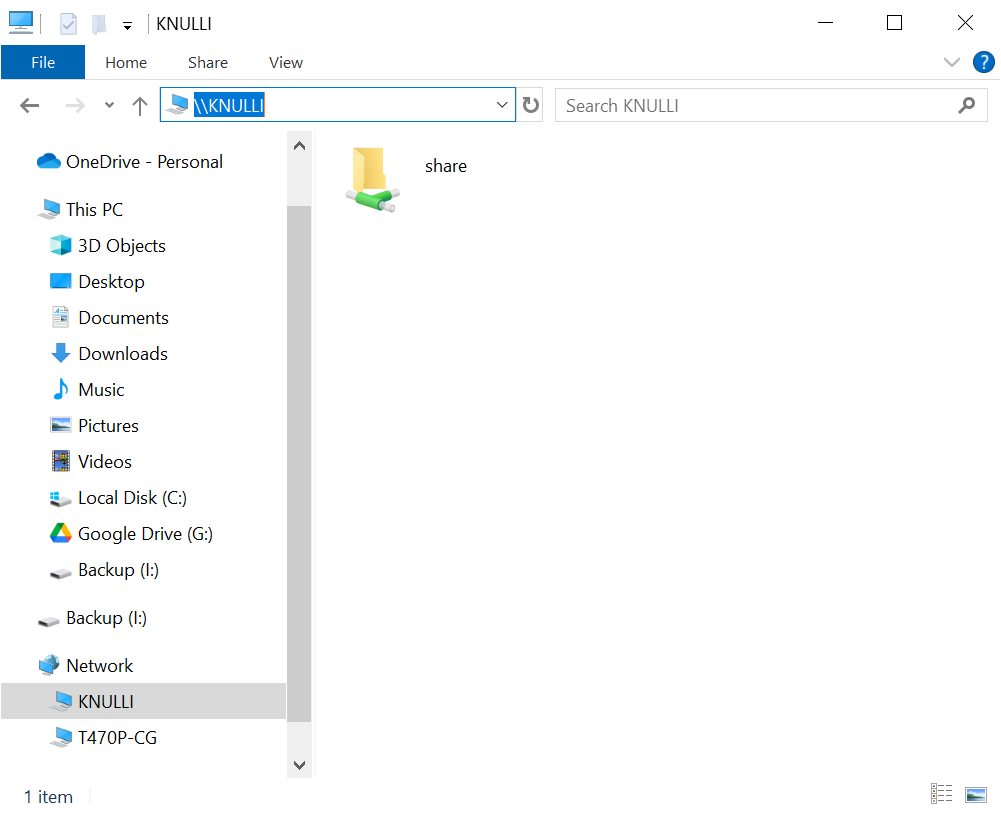 KNULLI
File Home Share View
?
\\KNULLI
Search KNULLI
OneDrive - Personal
This PC
3D Objects
Desktop
Documents
Downloads
Music
Pictures
Videos
Local Disk (C:)
Google Drive (G:)
Backup (I:)
Backup (I:)
Network
KNULLI
T470P-CG
share
1 item